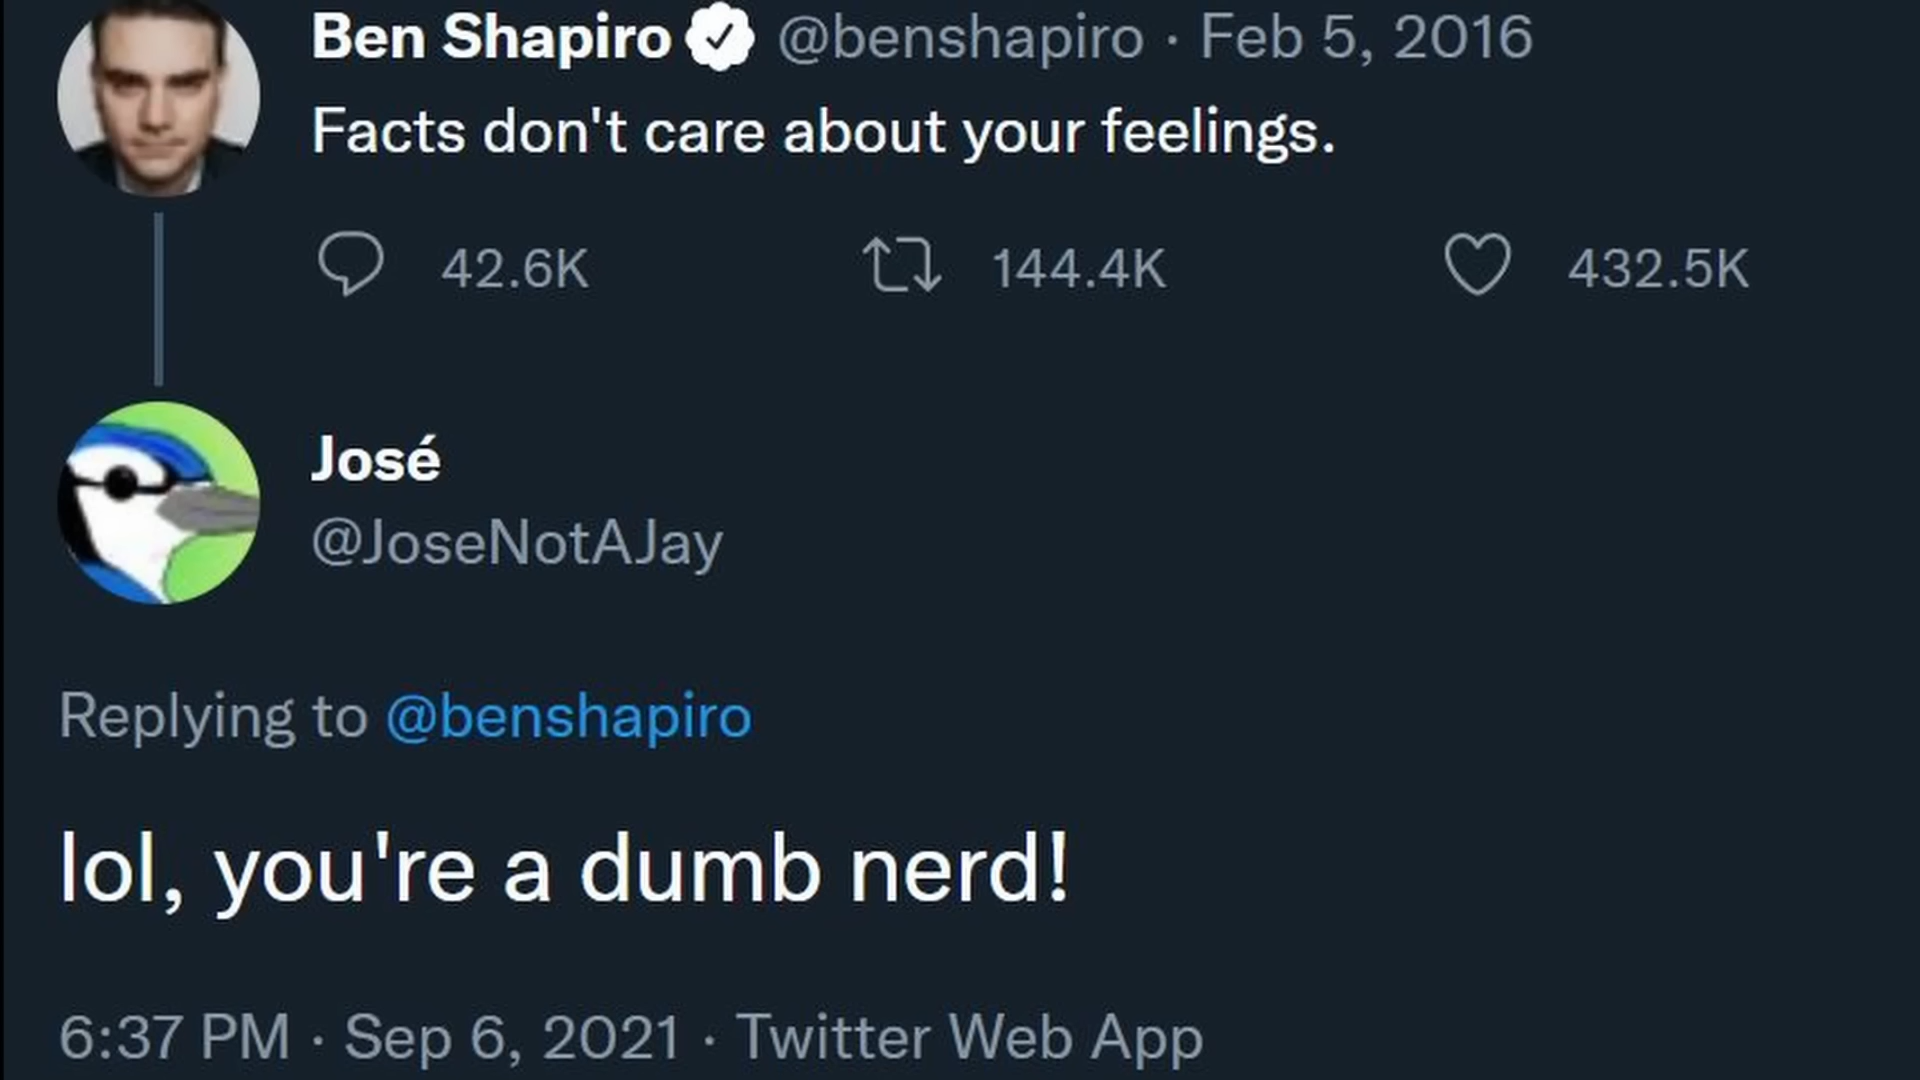 Ben Shapiro @benshapiro · Feb 5, 2016
Facts don't care about your feelings.
42.6K 144.4K 432.5K
José
@JoseNotAJay
Replying to @benshapiro
lol, you're a dumb nerd!
6:37 PM · Sep 6, 2021 · Twitter Web App